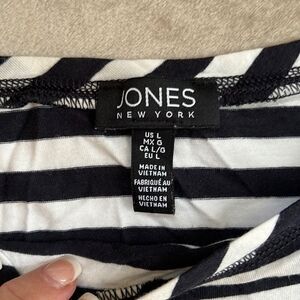 JONES
NEW YORK
US L
MX G
CA L/G
EU L
MADE IN
VIETNAM
FABRIQUÉ AU
VIETNAM
HECHO EN
VIETNAM